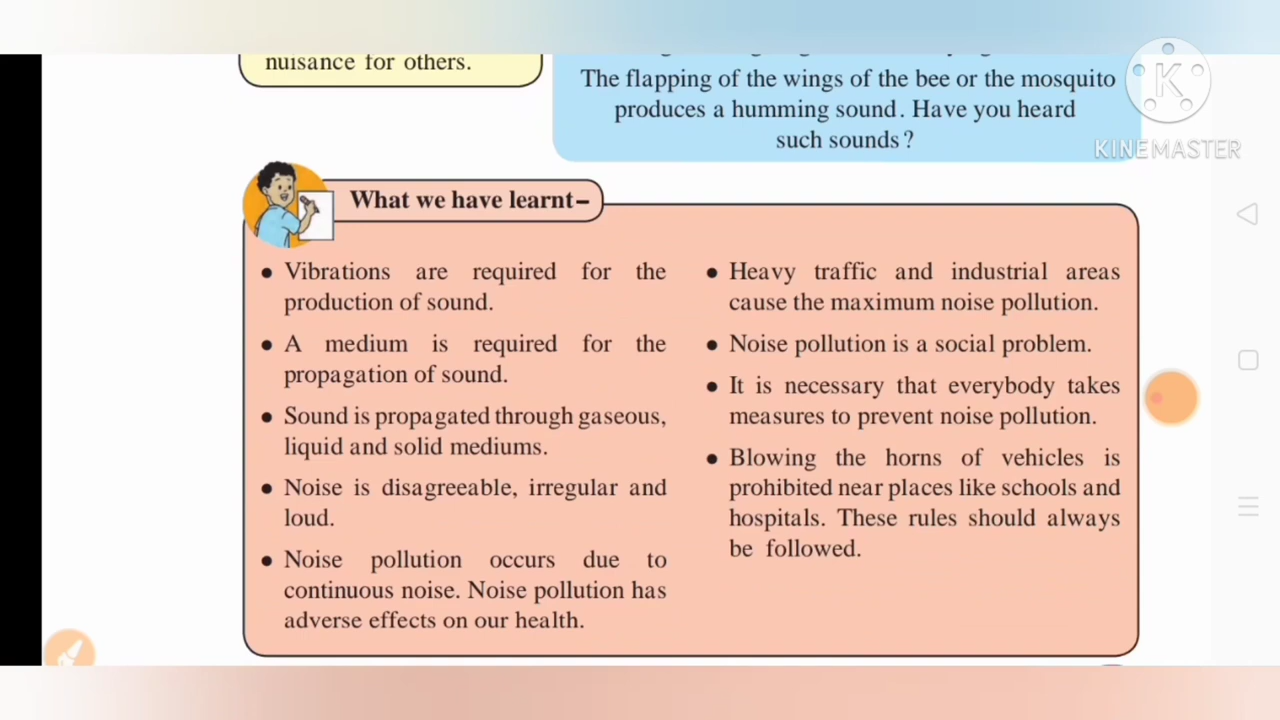 nuisance for others.
The flapping of the wings of the bee or the mosquito
produces a humming sound. Have you heard
such sounds?
K
KINEMASTER
What we have learnt–
• Vibrations are required for the
production of sound.
• A medium is required for the
propagation of sound.
• Sound is propagated through gaseous,
liquid and solid mediums.
• Noise is disagreeable, irregular and
loud.
• Noise pollution occurs due to
continuous noise. Noise pollution has
adverse effects on our health.
• Heavy traffic and industrial areas
cause the maximum noise pollution.
• Noise pollution is a social problem.
• It is necessary that everybody takes
measures to prevent noise pollution.
• Blowing the horns of vehicles is
prohibited near places like schools and
hospitals. These rules should always
be followed.